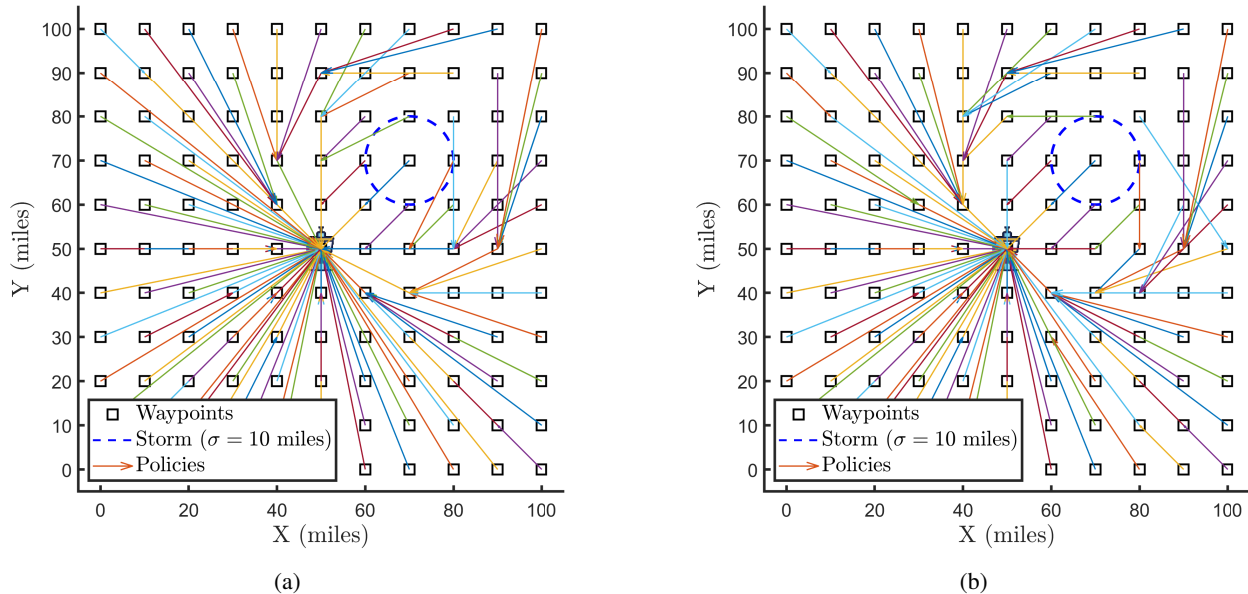 100
90
80
70
60
50
40
30
20
10
0
Y (miles)
Waypoints
Storm (σ = 10 miles)
Policies
0 20 40 60 80 100
X (miles)
(a)
100
90
80
70
60
50
40
30
20
10
0
Y (miles)
Waypoints
Storm (σ = 10 miles)
Policies
0 20 40 60 80 100
X (miles)
(b)